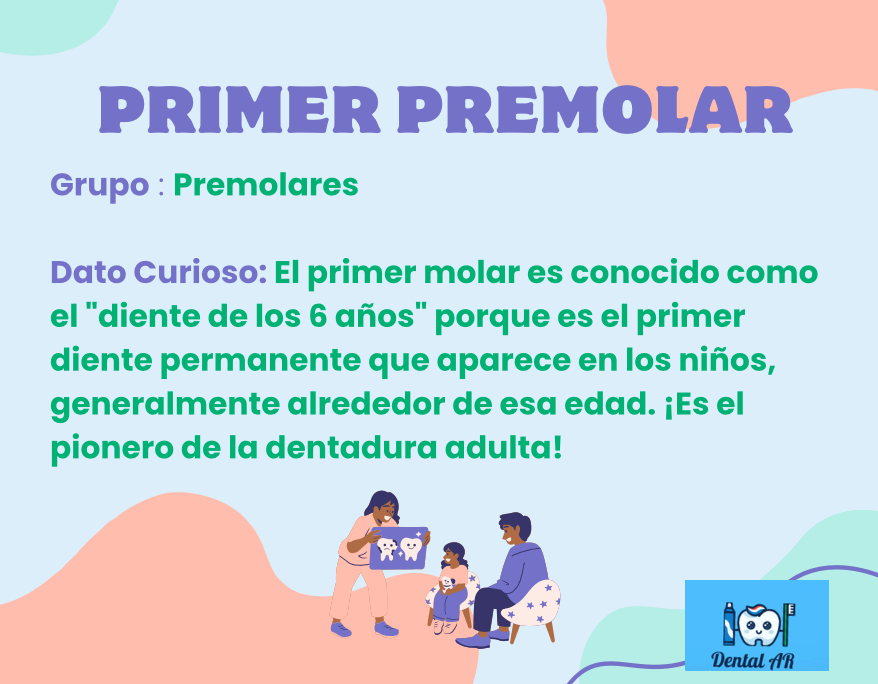 PRIMER PREMOLAR
Grupo : Premolares
Dato Curioso: El primer molar es conocido como
el "diente de los 6 años" porque es el primer
diente permanente que aparece en los niños,
generalmente alrededor de esa edad. ¡Es el
pionero de la dentadura adulta!
E
Dental AR